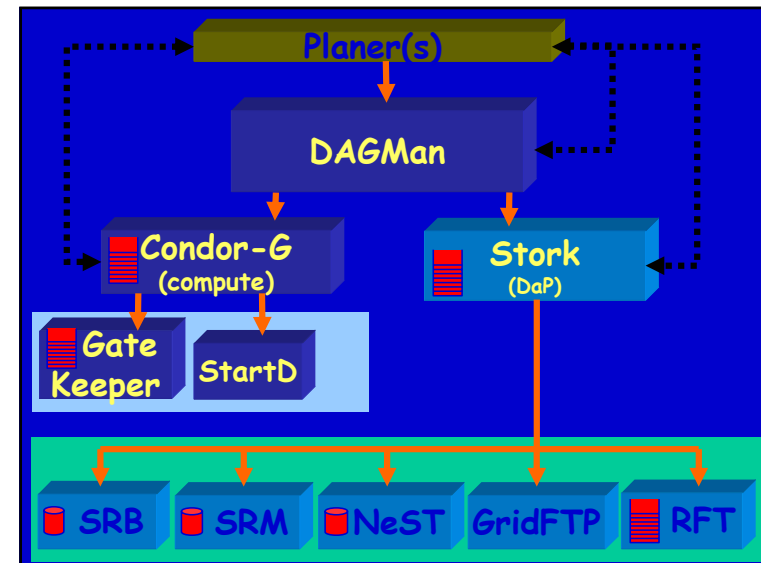 Planer(s)
DAGMan
Condor-G
(compute)
Stork
(DaP)
Gate
Keeper
StartD
SRB
SRM
NeST
GridFTP
RFT